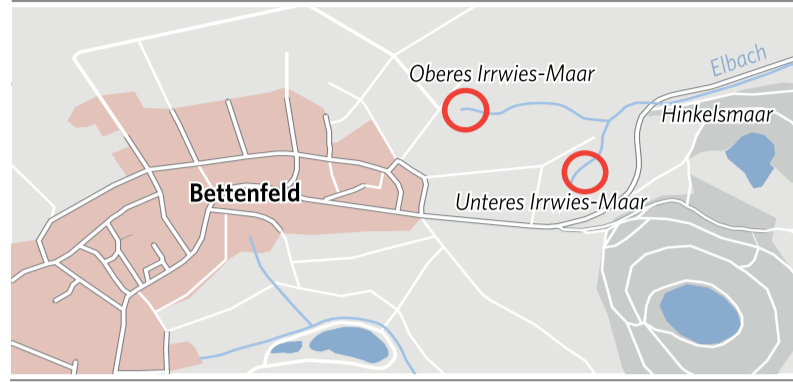 Elbach
Oberes Irrwies-Maar
Hinkelsmaar
Bettenfeld
Unteres Irrwies-Maar